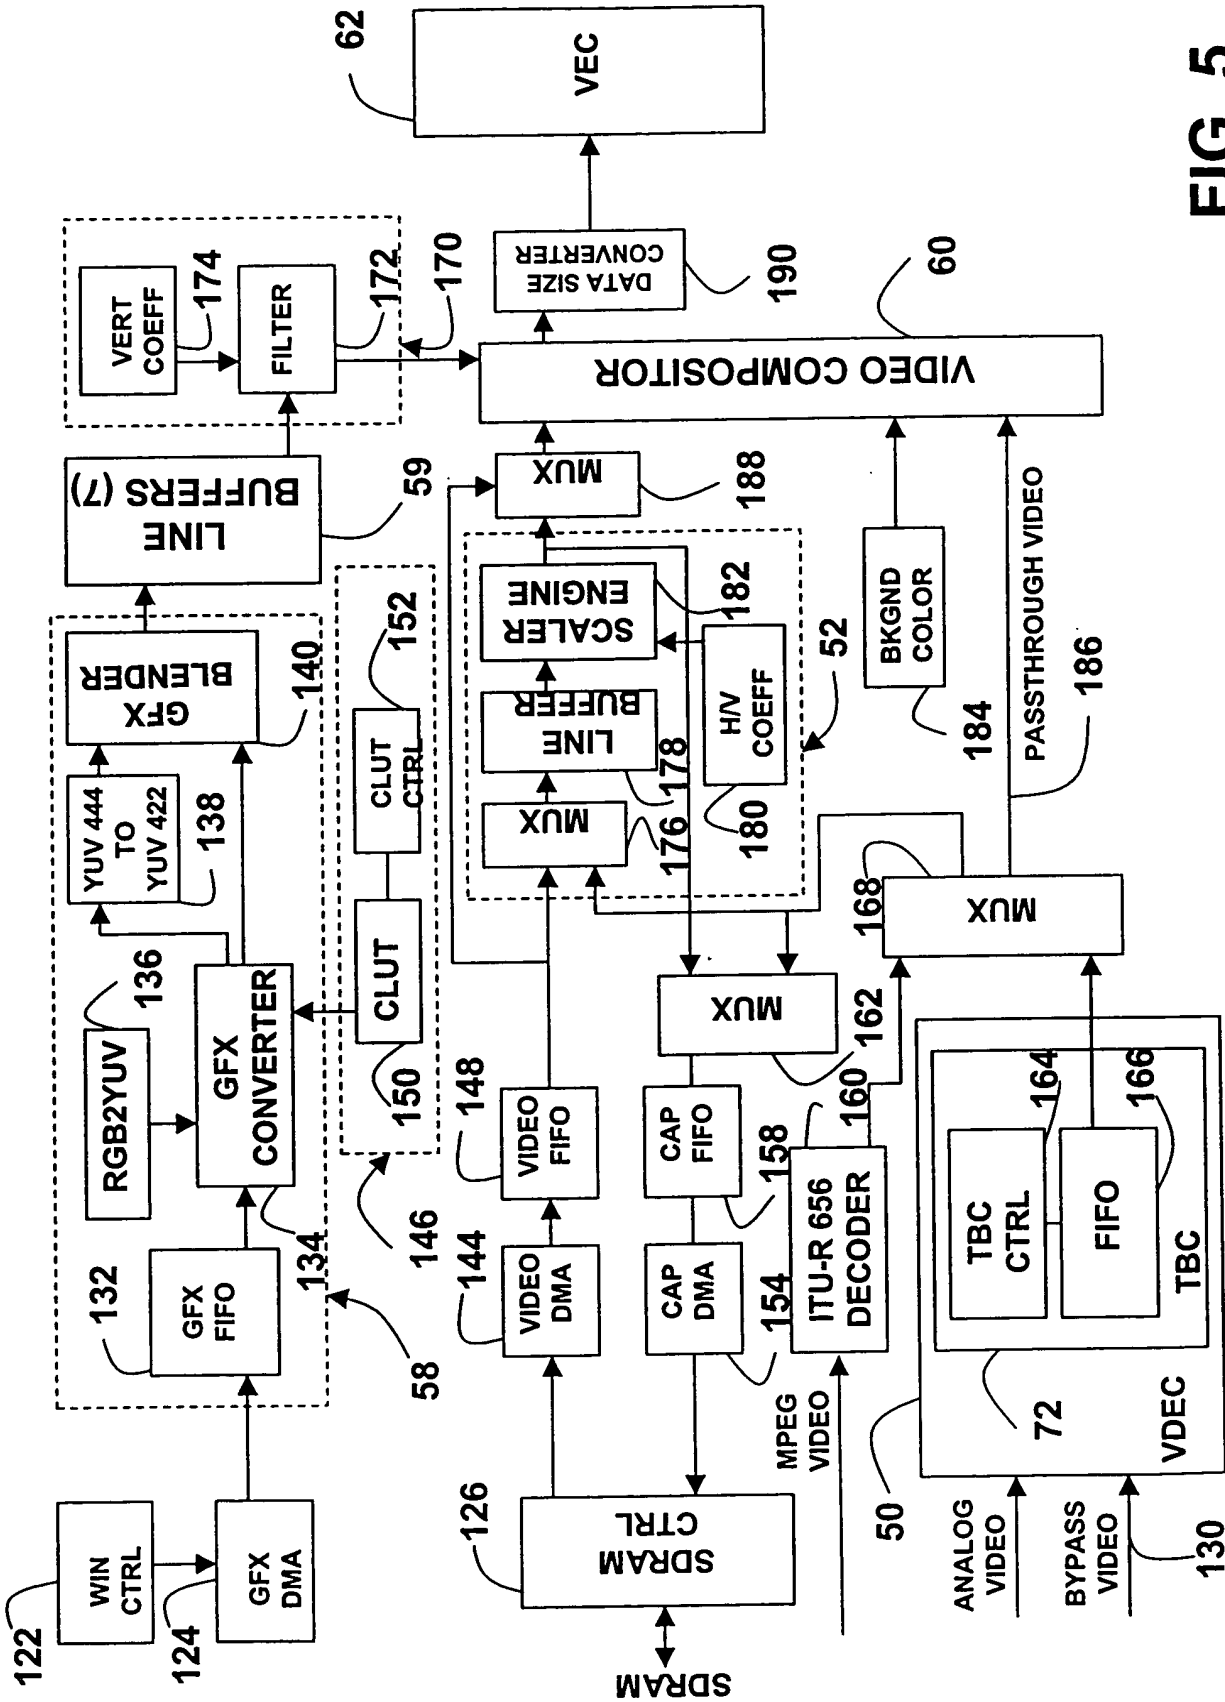 122
WIN
CTRL
124
GFX
DMA
132
GFX
FIFO
58
134
RGB2YUV
136
GFX
CONVERTER
YUV 444
TO
YUV 422
138
GFX
BLENDER
140
LINE
BUFFERS (7)
59
VERT
COEFF
174
FILTER
172
170
CLUT
150
CLUT
CTRL
152
146
SDRAM
126
SDRAM
CTRL
144
VIDEO
DMA
148
VIDEO
FIFO
CAP
DMA
154
CAP
FIFO
158
MUX
162
MUX
176
LINE
BUFFER
178
SCALER
ENGINE
182
H/V
COEFF
180
52
MUX
188
VIDEO COMPOSITOR
60
DATA SIZE
CONVERTER
190
VEC
62
BKGND
COLOR
184
PASSTHROUGH VIDEO
186
MPEG
VIDEO
ITU-R 656
DECODER
160
MUX
168
ANALOG
VIDEO
BYPASS
VIDEO
130
50
VDEC
72
TBC
TBC
CTRL
164
FIFO
166
FIG. 5